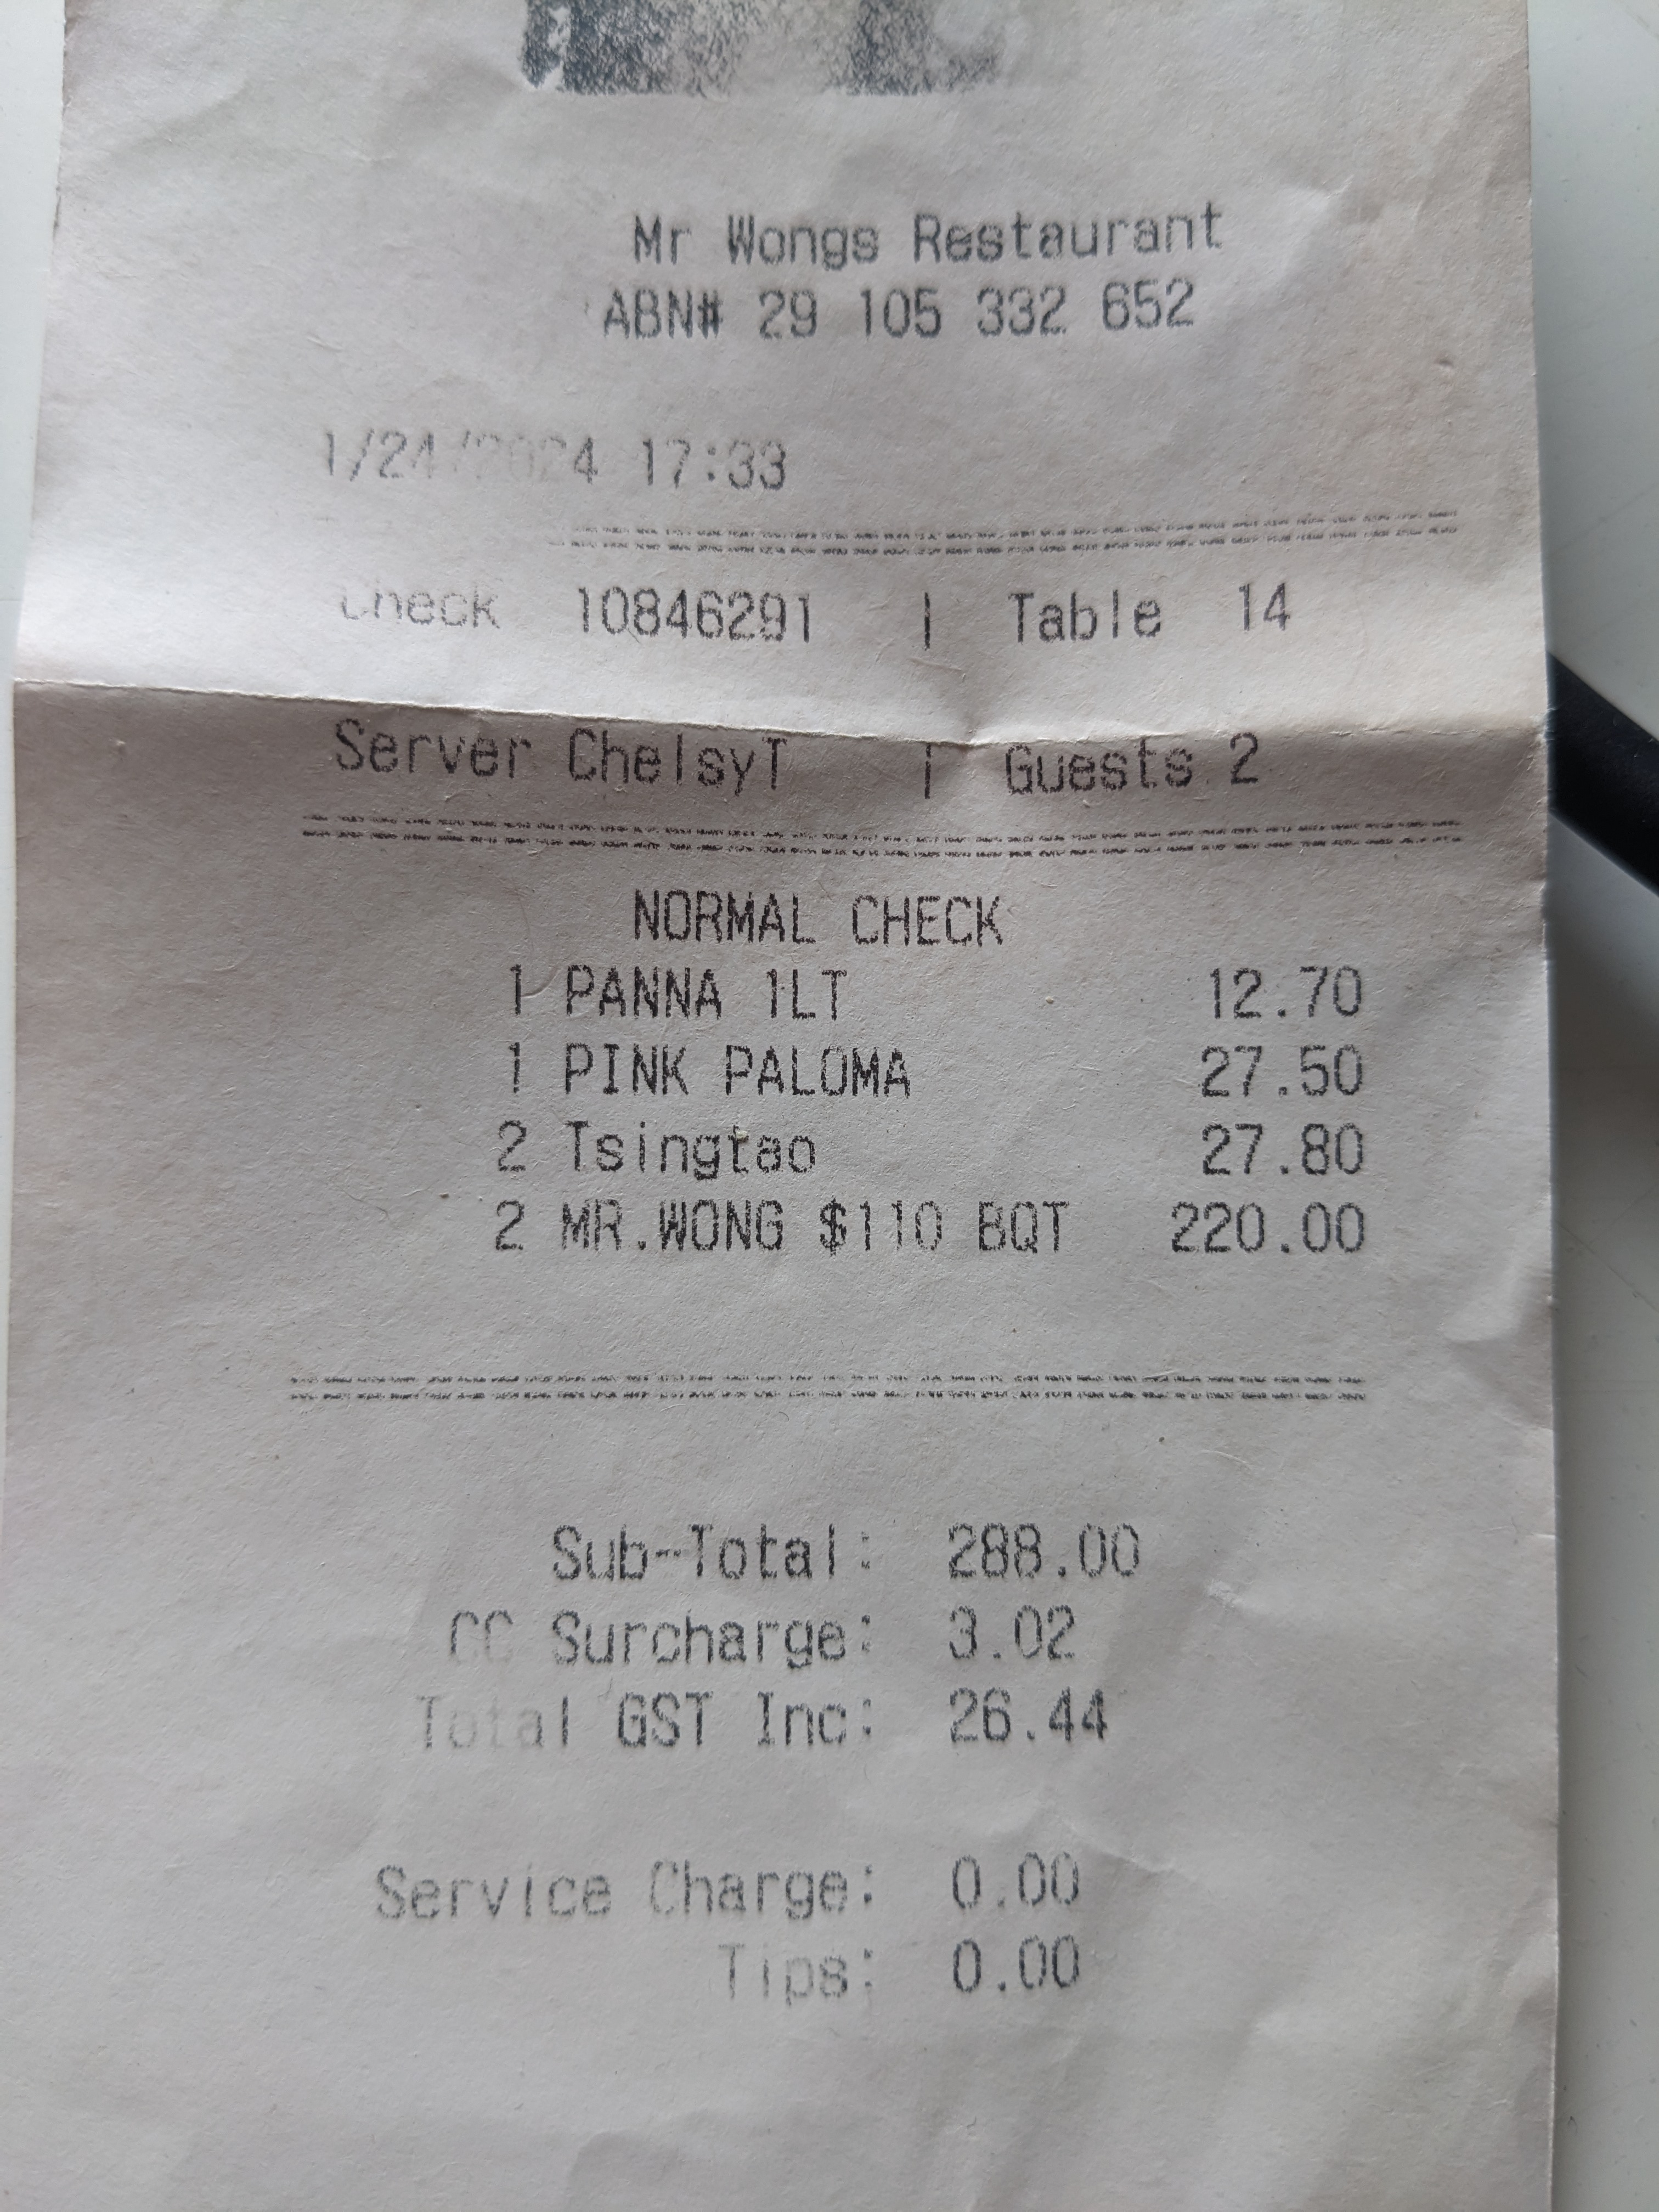 Mr Wongs Restaurant
ABN# 29 105 332 652
1/24/2024 17:33
Check 10846291 | Table 14
Server ChelsyT | Guests 2
NORMAL CHECK
1 PANNA 1LT 12.70
1 PINK PALOMA 27.50
2 Tsingtao 27.80
2 MR.WONG $110 BQT 220.00
Sub-Total: 288.00
CC Surcharge: 3.02
Total GST Inc: 26.44
Service Charge: 0.00
Tips: 0.00